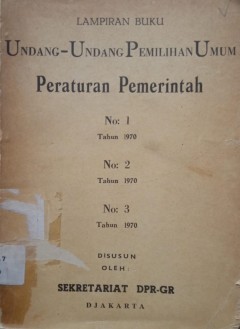 LAMPIRAN BUKU
UNDANG-UNDANG PEMILIHAN UMUM
Peraturan Pemerintah
No: 1
Tahun 1970
No: 2
Tahun 1970
No: 3
Tahun 1970
DISUSUN
OLEH:
SEKRETARIAT DPR-GR
DJAKARTA